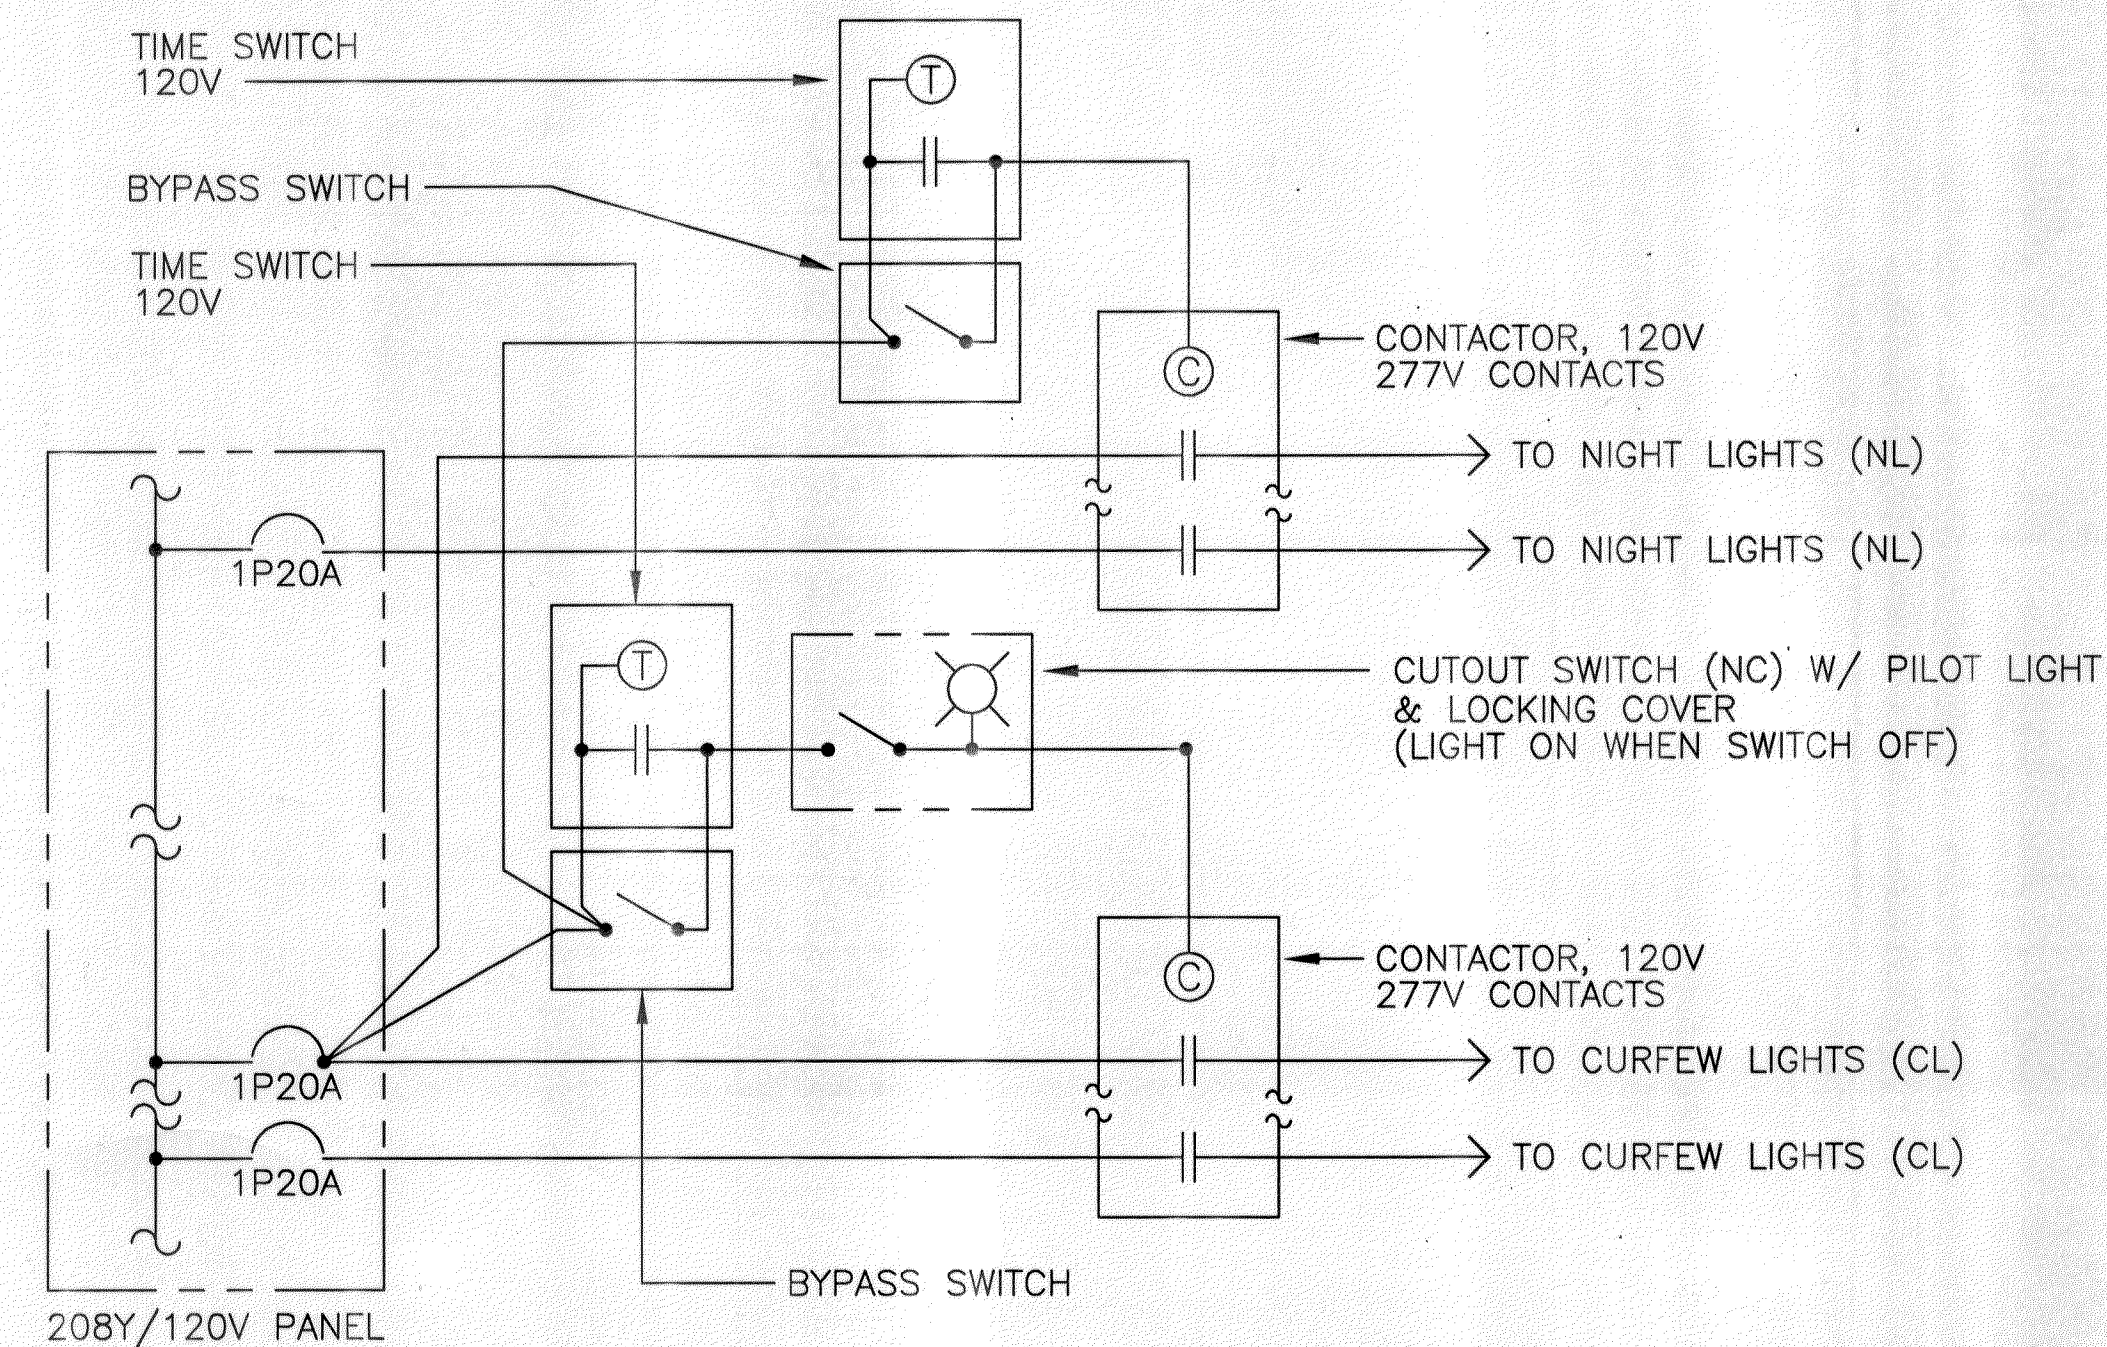 TIME SWITCH
120V
T
BYPASS SWITCH
TIME SWITCH
120V
CONTACTOR, 120V
277V CONTACTS
C
TO NIGHT LIGHTS (NL)
TO NIGHT LIGHTS (NL)
1P20A
T
CUTOUT SWITCH (NC) W/ PILOT LIGHT
& LOCKING COVER
(LIGHT ON WHEN SWITCH OFF)
CONTACTOR, 120V
277V CONTACTS
C
TO CURFEW LIGHTS (CL)
1P20A
TO CURFEW LIGHTS (CL)
1P20A
BYPASS SWITCH
208Y/120V PANEL